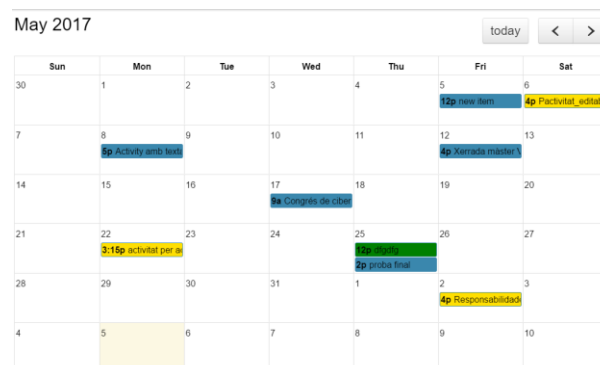 May 2017
today
Sun Mon Tue Wed Thu Fri Sat
30 1 2 3 4 5 6
12p new item 4p Pactivitat_editat
7 8 9 10 11 12 13
5p Activity amb textu 4p Xerrada màster V
14 15 16 17 18 19 20
9a Congrés de ciber
21 22 23 24 25 26 27
3:15p activitat per a 12p dfgdfg
2p proba final
28 29 30 31 1 2 3
4p Responsabilidad
4 5 6 7 8 9 10